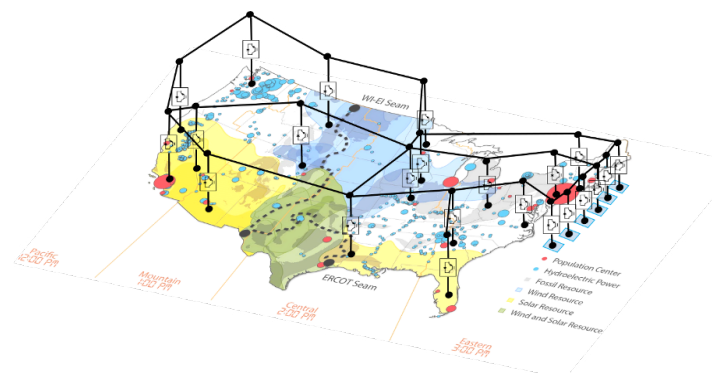 WI-EI Seam
Pacific
12:00 PM
Mountain
1:00 PM
Central
2:00 PM
Eastern
3:00 PM
ERCOT Seam
Population Center
Hydroelectric Power
Fossil Resource
Wind Resource
Solar Resource
Wind and Solar Resource